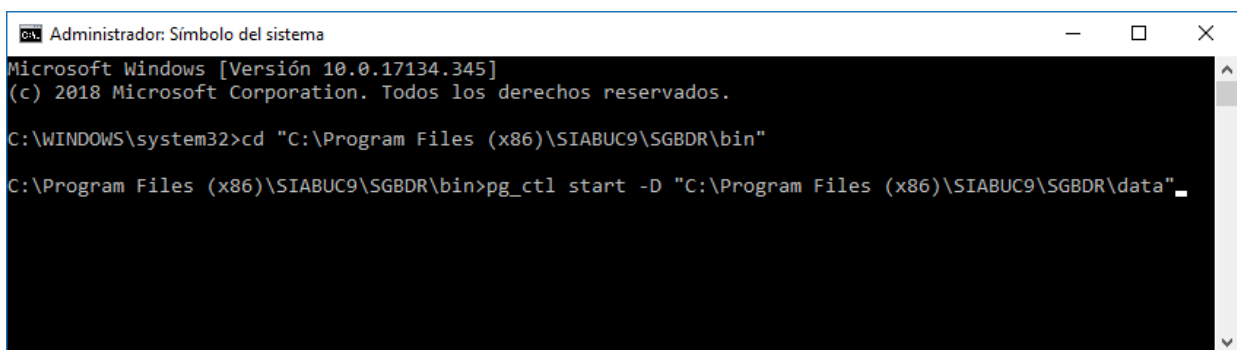 Administrador: Símbolo del sistema
Microsoft Windows [Versión 10.0.17134.345]
(c) 2018 Microsoft Corporation. Todos los derechos reservados.
C:\WINDOWS\system32>cd "C:\Program Files (x86)\SIABUC9\SGBDR\bin"
C:\Program Files (x86)\SIABUC9\SGBDR\bin>pg_ctl start -D "C:\Program Files (x86)\SIABUC9\SGBDR\data"